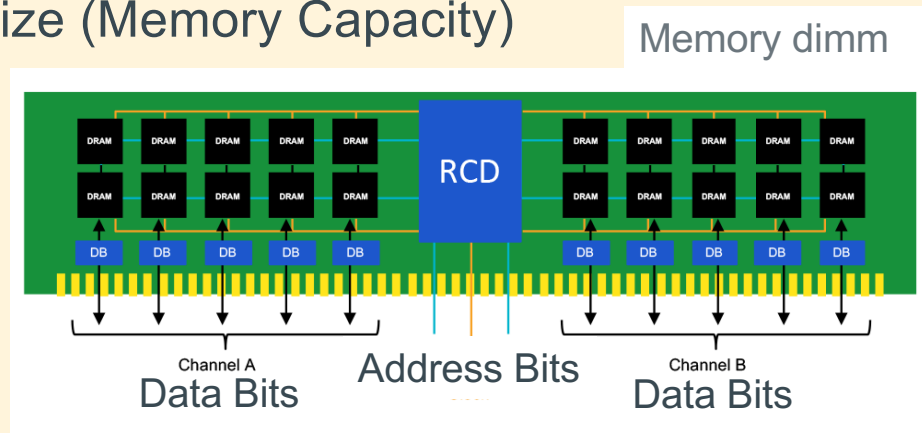 ize (Memory Capacity)
Memory dimm
DRAM DRAM DRAM DRAM DRAM
RCD
DRAM DRAM DRAM DRAM DRAM
DRAM DRAM DRAM DRAM DRAM
DRAM DRAM DRAM DRAM DRAM
DB DB DB DB DB
DB DB DB DB DB
Channel A
Data Bits
Address Bits
Channel B
Data Bits